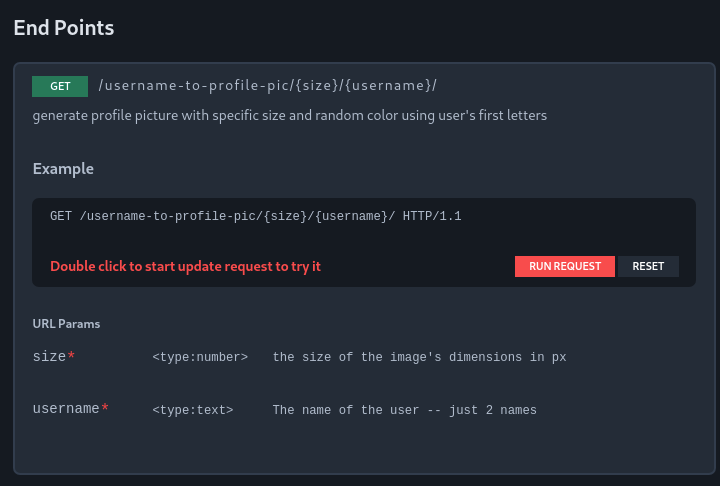 End Points
GET /username-to-profile-pic/{size}/{username}/
generate profile picture with specific size and random color using user's first letters
Example
GET /username-to-profile-pic/{size}/{username}/ HTTP/1.1
Double click to start update request to try it RUN REQUEST RESET
URL Params
size* <type:number> the size of the image's dimensions in px
username* <type:text> The name of the user -- just 2 names